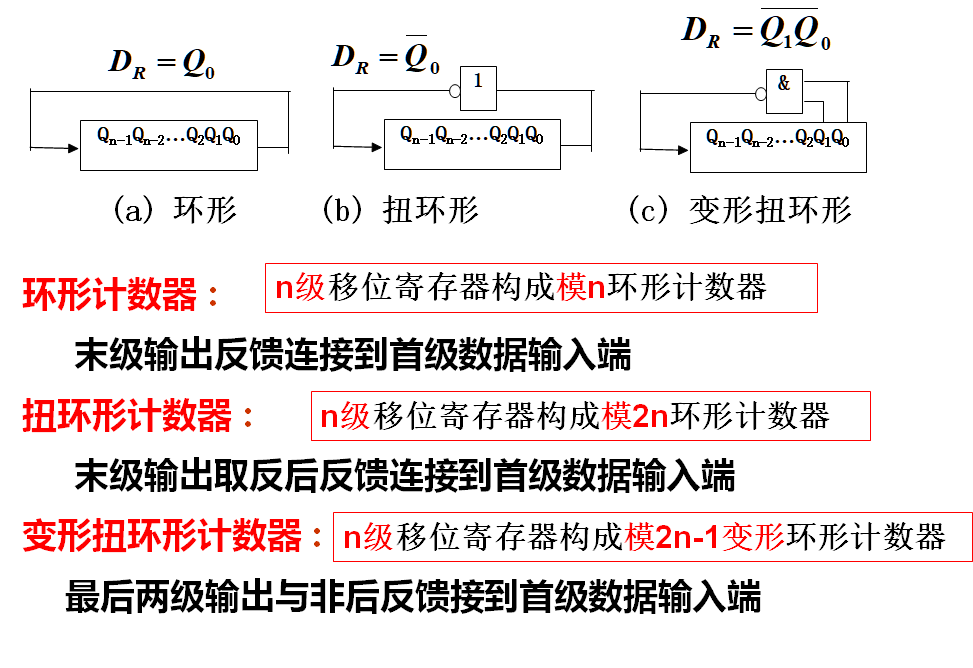 D_R = Q_0
D_R = Q̅_0
D_R = \overline{Q_1Q_0}
1
&
Q_{n-1}Q_{n-2}…Q_2Q_1Q_0
Q_{n-1}Q_{n-2}…Q_2Q_1Q_0
Q_{n-1}Q_{n-2}…Q_2Q_1Q_0
(a) 环形
(b) 扭环形
(c) 变形扭环形
环形计数器：
n级移位寄存器构成模n环形计数器
末级输出反馈连接到首级数据输入端
扭环形计数器：
n级移位寄存器构成模2n环形计数器
末级输出取反后反馈连接到首级数据输入端
变形扭环形计数器：
n级移位寄存器构成模2n-1变形环形计数器
最后两级输出与非后反馈接到首级数据输入端